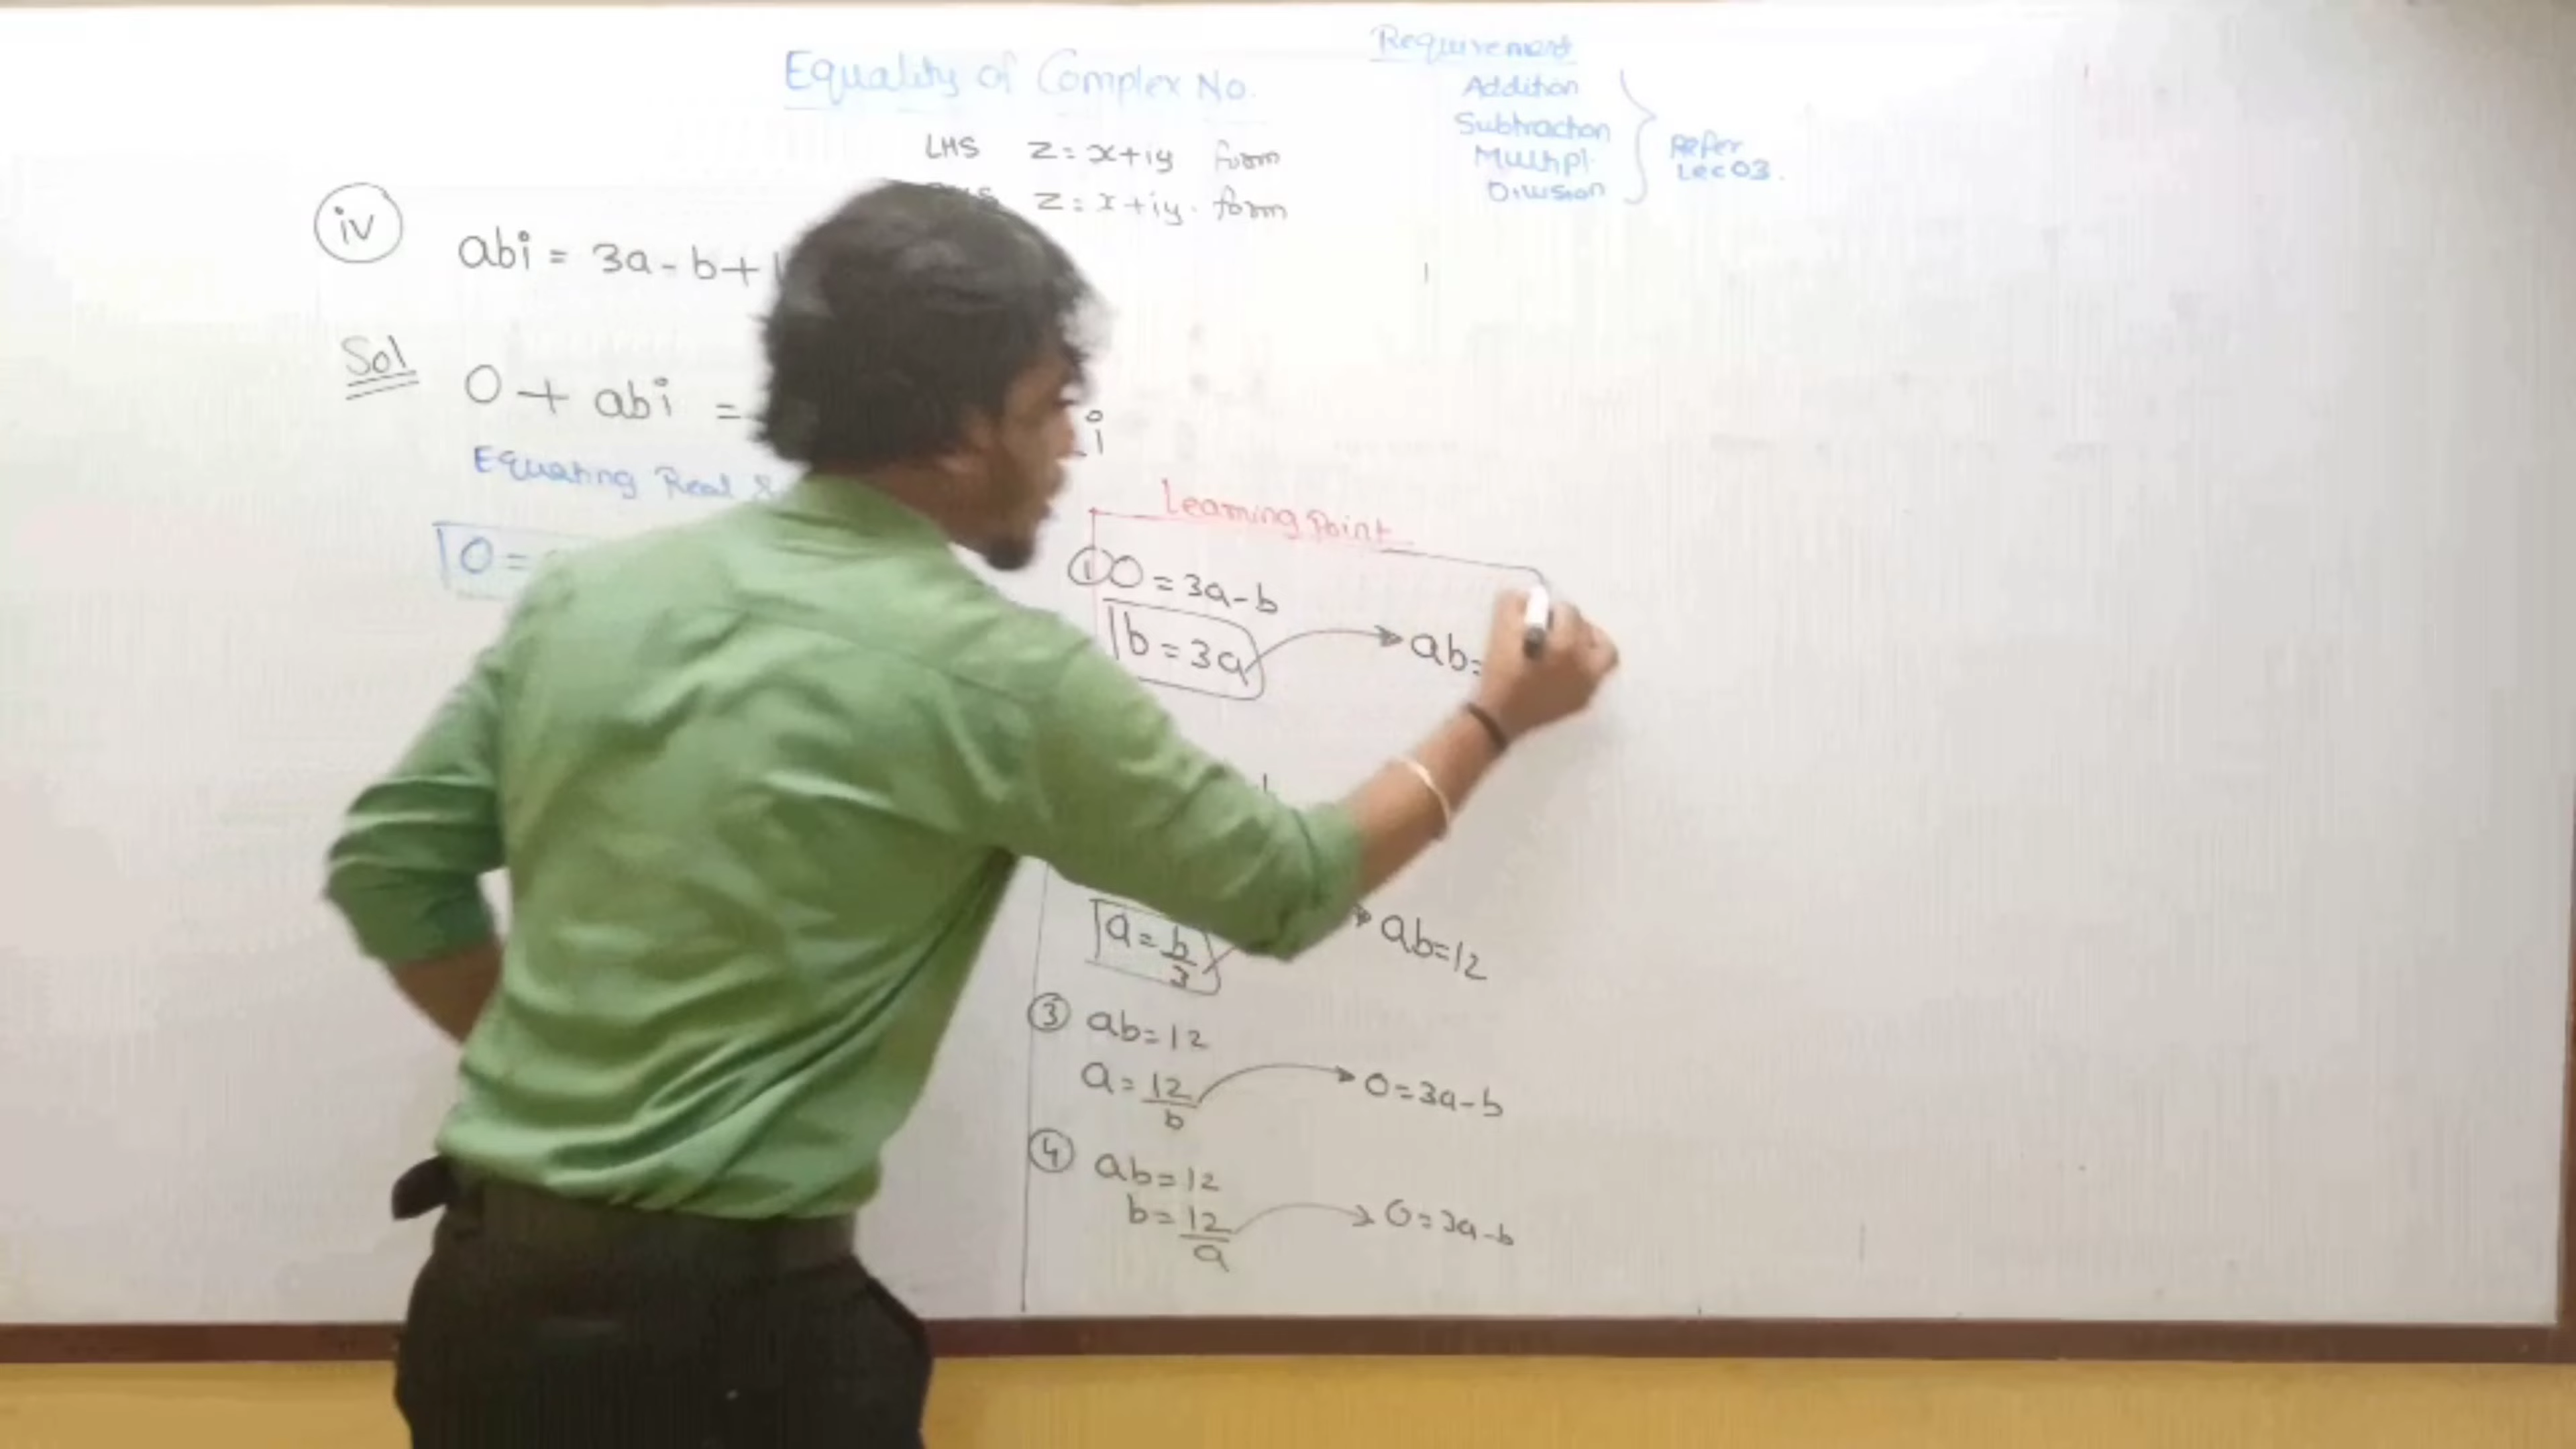 Equality of Complex No.
LHS Z = x+iy form
Z = x+iy. form
Requirement
Addition
Subtraction
Multipl.
Division
Refer
Lec 03.
iv
abi = 3a - b +
Sol
0 + abi =
i
Equating Real &
0 =
Learning Point
1 0 = 3a - b
b = 3a → ab =
a = b/3 → ab = 12
3 ab = 12
a = 12/b → 0 = 3a - b
4 ab = 12
b = 12/a → 0 = 3a - b